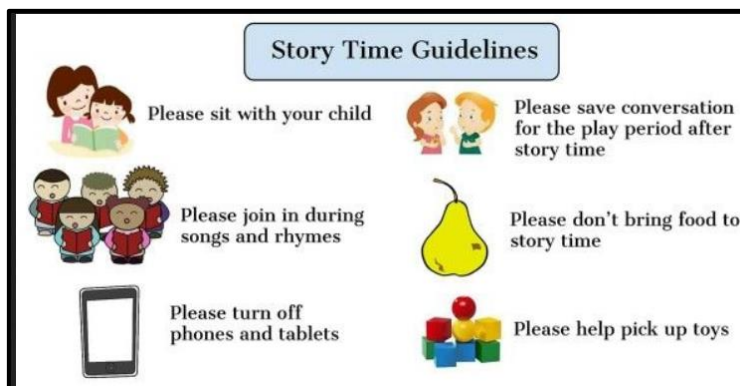 Story Time Guidelines
Please sit with your child
Please join in during
songs and rhymes
Please turn off
phones and tablets
Please save conversation
for the play period after
story time
Please don't bring food to
story time
Please help pick up toys